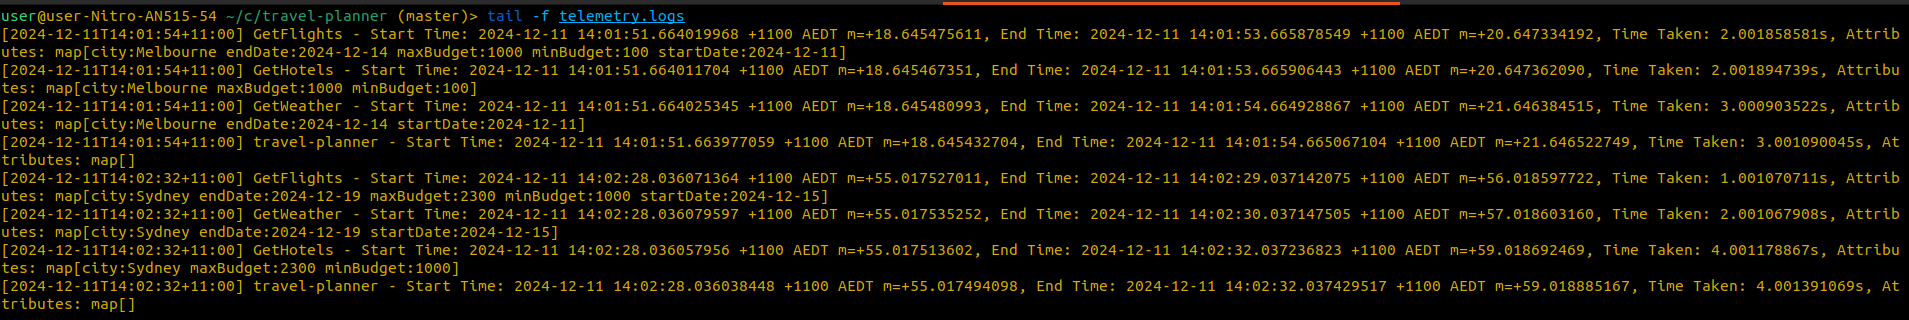 user@user-Nitro-AN515-54 ~/c/travel-planner (master)> tail -f telemetry.logs
[2024-12-11T14:01:54+11:00] GetFlights - Start Time: 2024-12-11 14:01:51.664019968 +1100 AEDT m=+18.645475611, End Time: 2024-12-11 14:01:53.665878549 +1100 AEDT m=+20.647334192, Time Taken: 2.001858581s, Attrib
utes: map[city:Melbourne endDate:2024-12-14 maxBudget:1000 minBudget:100 startDate:2024-12-11]
[2024-12-11T14:01:54+11:00] GetHotels - Start Time: 2024-12-11 14:01:51.664011704 +1100 AEDT m=+18.645467351, End Time: 2024-12-11 14:01:53.665906443 +1100 AEDT m=+20.647362090, Time Taken: 2.001894739s, Attribu
tes: map[city:Melbourne maxBudget:1000 minBudget:100]
[2024-12-11T14:01:54+11:00] GetWeather - Start Time: 2024-12-11 14:01:51.664025345 +1100 AEDT m=+18.645480993, End Time: 2024-12-11 14:01:54.664928867 +1100 AEDT m=+21.646384515, Time Taken: 3.000903522s, Attrib
utes: map[city:Melbourne endDate:2024-12-14 startDate:2024-12-11]
[2024-12-11T14:01:54+11:00] travel-planner - Start Time: 2024-12-11 14:01:51.663977059 +1100 AEDT m=+18.645432704, End Time: 2024-12-11 14:01:54.665067104 +1100 AEDT m=+21.646522749, Time Taken: 3.001090045s, At
tributes: map[]
[2024-12-11T14:02:32+11:00] GetFlights - Start Time: 2024-12-11 14:02:28.036071364 +1100 AEDT m=+55.017527011, End Time: 2024-12-11 14:02:29.037142075 +1100 AEDT m=+56.018597722, Time Taken: 1.001070711s, Attrib
utes: map[city:Sydney endDate:2024-12-19 maxBudget:2300 minBudget:1000 startDate:2024-12-15]
[2024-12-11T14:02:32+11:00] GetWeather - Start Time: 2024-12-11 14:02:28.036079597 +1100 AEDT m=+55.017535252, End Time: 2024-12-11 14:02:30.037147505 +1100 AEDT m=+57.018603160, Time Taken: 2.001067908s, Attrib
utes: map[city:Sydney endDate:2024-12-19 startDate:2024-12-15]
[2024-12-11T14:02:32+11:00] GetHotels - Start Time: 2024-12-11 14:02:28.036057956 +1100 AEDT m=+55.017513602, End Time: 2024-12-11 14:02:32.037236823 +1100 AEDT m=+59.018692469, Time Taken: 4.001178867s, Attribu
tes: map[city:Sydney maxBudget:2300 minBudget:1000]
[2024-12-11T14:02:32+11:00] travel-planner - Start Time: 2024-12-11 14:02:28.036038448 +1100 AEDT m=+55.017494098, End Time: 2024-12-11 14:02:32.037429517 +1100 AEDT m=+59.018885167, Time Taken: 4.001391069s, At
tributes: map[]